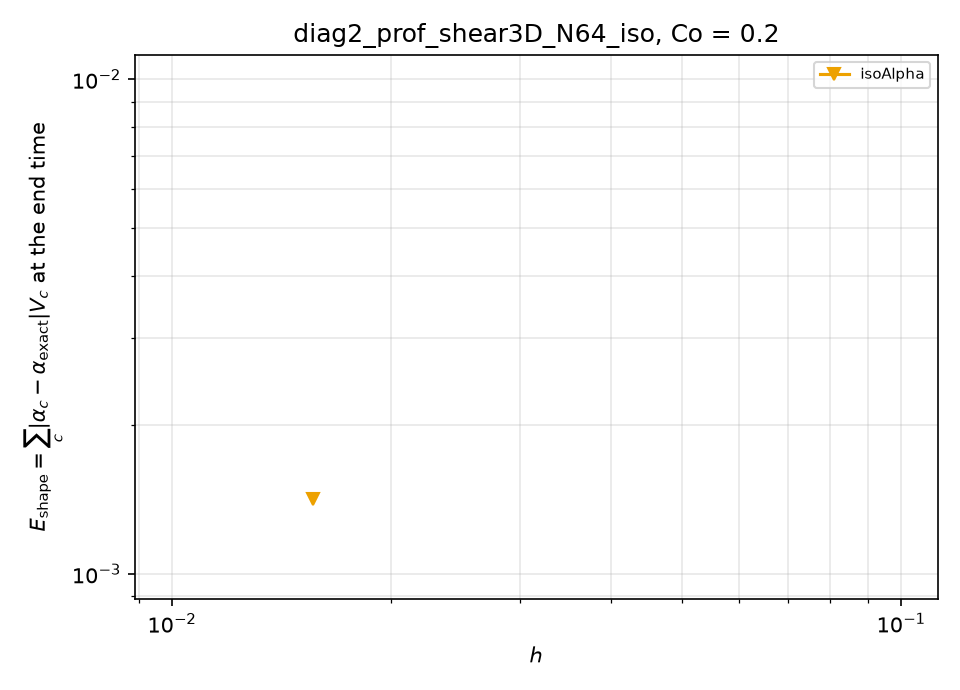 diag2_prof_shear3D_N64_iso, Co = 0.2
isoAlpha
E_shape = ∑_c |α_c − α_exact|V_c at the end time
10⁻²
10⁻³
10⁻² 10⁻¹
h